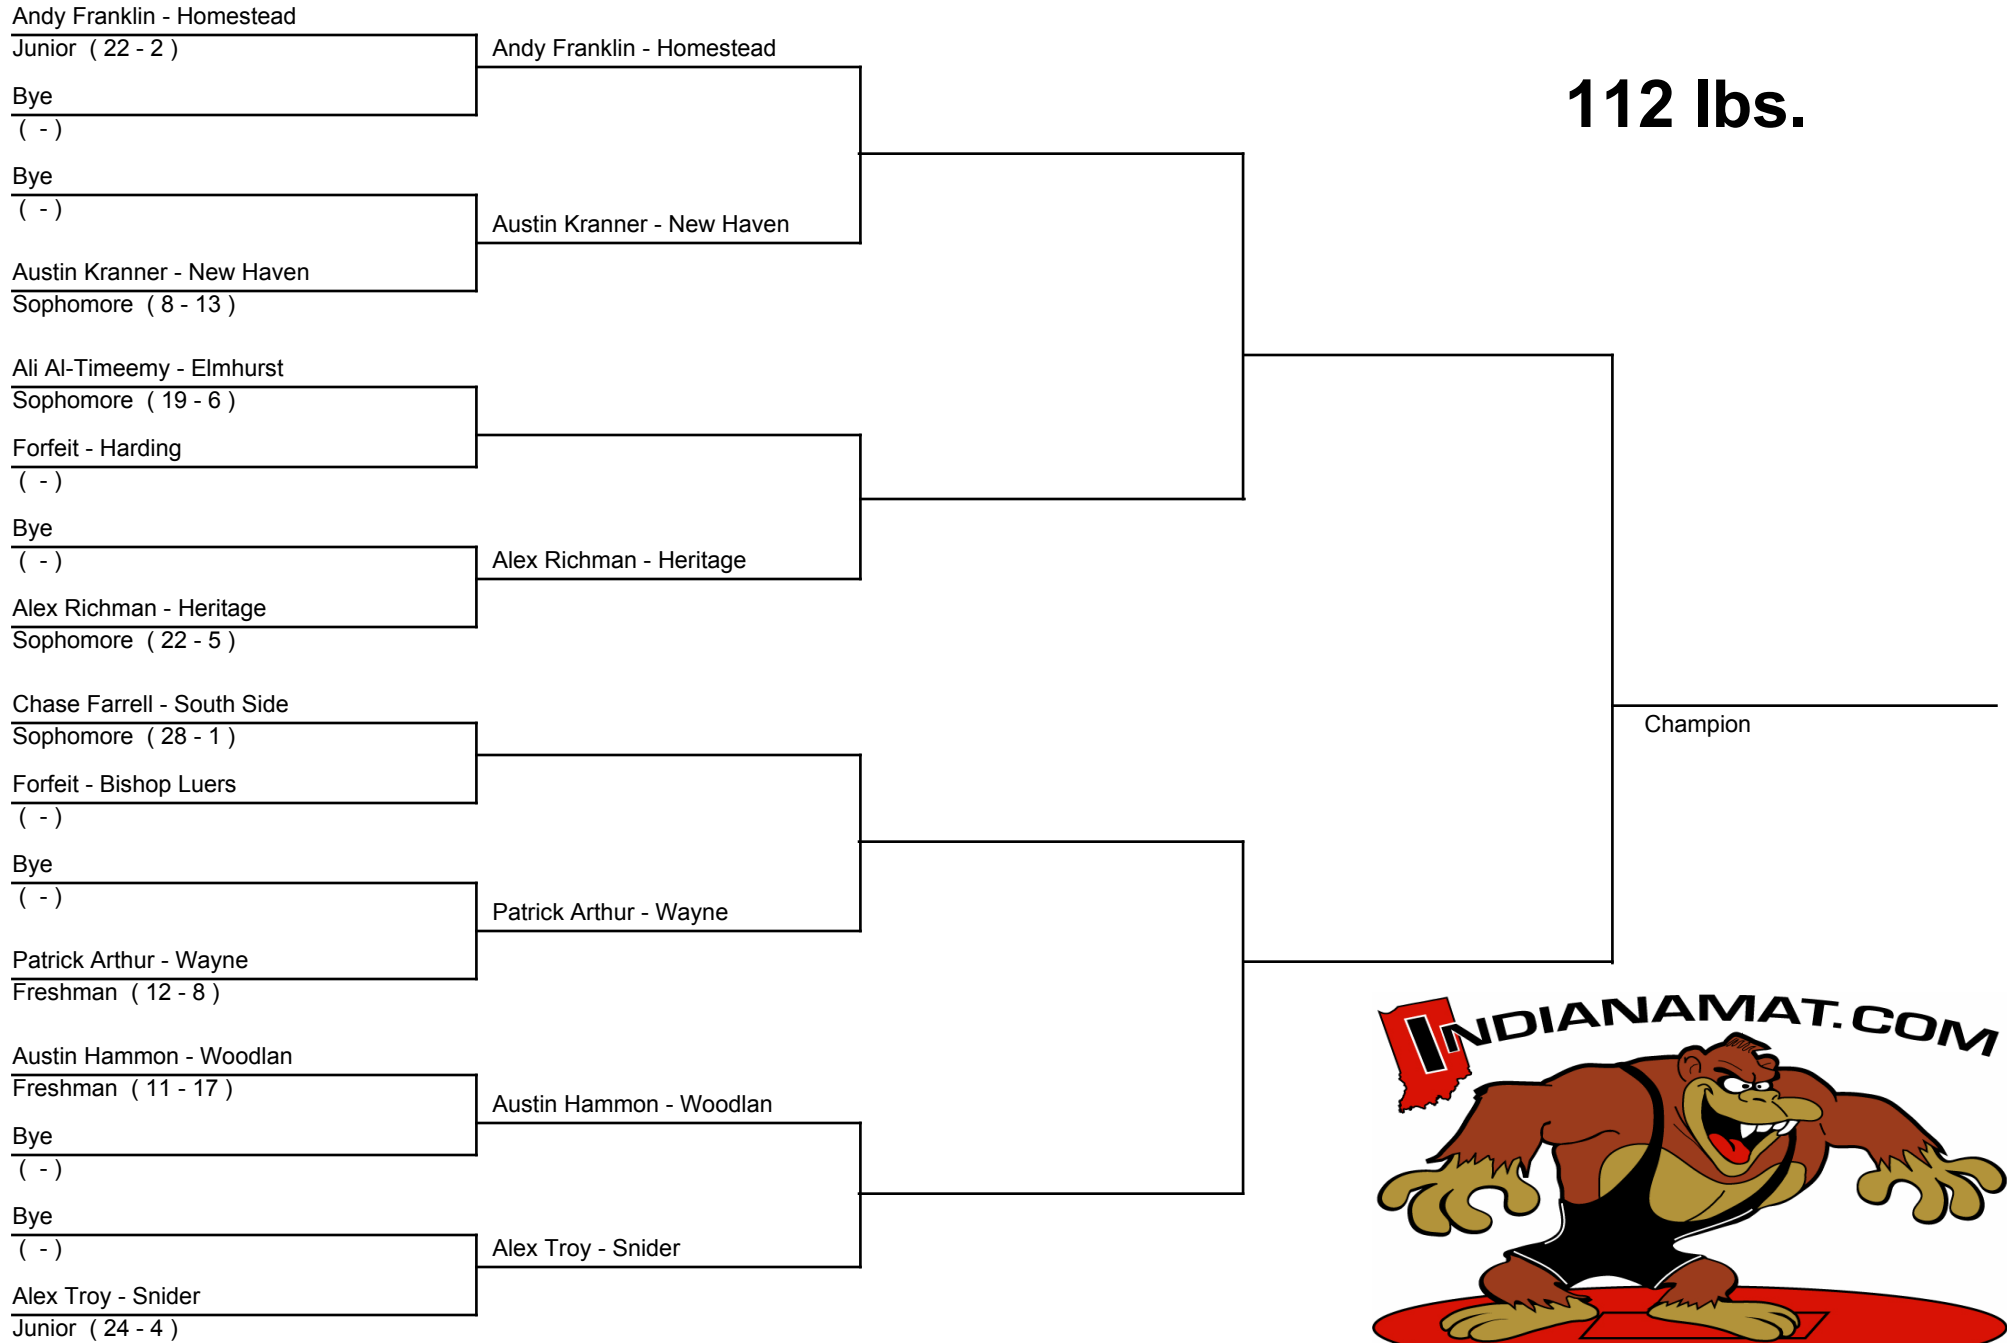 Andy Franklin - Homestead
Junior ( 22 - 2 )
Bye
( - )
Bye
( - )
Austin Kranner - New Haven
Sophomore ( 8 - 13 )
Ali Al-Timeemy - Elmhurst
Sophomore ( 19 - 6 )
Forfeit - Harding
( - )
Bye
( - )
Alex Richman - Heritage
Sophomore ( 22 - 5 )
Chase Farrell - South Side
Sophomore ( 28 - 1 )
Forfeit - Bishop Luers
( - )
Bye
( - )
Patrick Arthur - Wayne
Freshman ( 12 - 8 )
Austin Hammon - Woodlan
Freshman ( 11 - 17 )
Bye
( - )
Bye
( - )
Alex Troy - Snider
Junior ( 24 - 4 )
Andy Franklin - Homestead
Austin Kranner - New Haven
Alex Richman - Heritage
Patrick Arthur - Wayne
Austin Hammon - Woodlan
Alex Troy - Snider
112 lbs.
Champion
INDIANAMAT.COM